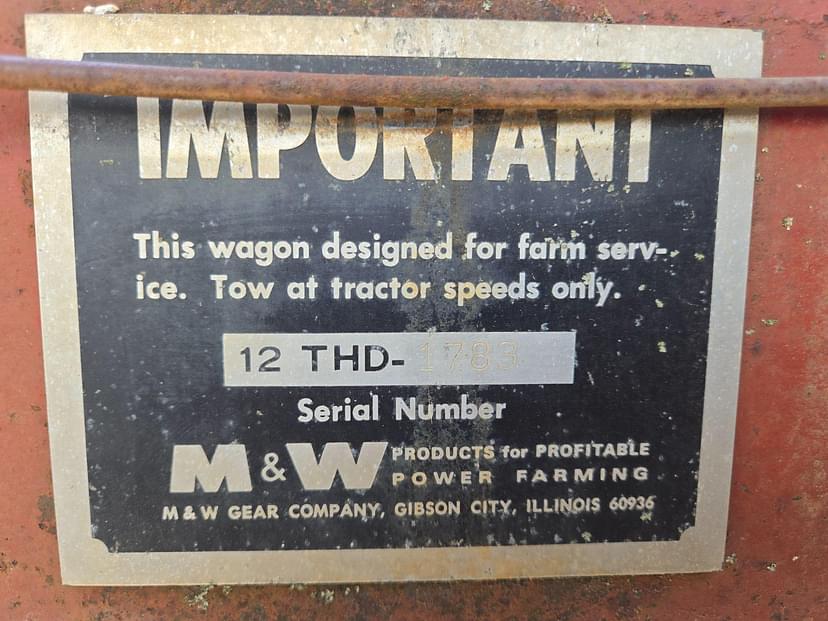 IMPORTANT
This wagon designed for farm serv-
ice. Tow at tractor speeds only.
12 THD-1783
Serial Number
M & W PRODUCTS for PROFITABLE
POWER FARMING
M & W GEAR COMPANY, GIBSON CITY, ILLINOIS 60936